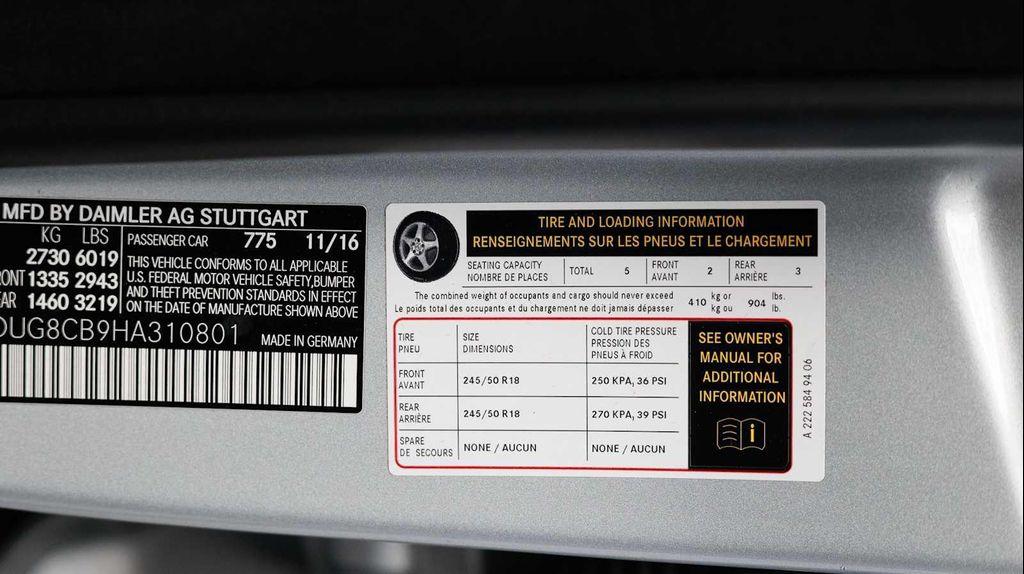 MFD BY DAIMLER AG STUTTGART
KG LBS
2730 6019
1335 2943
1460 3219
PASSENGER CAR 775 11/16
THIS VEHICLE CONFORMS TO ALL APPLICABLE
U.S. FEDERAL MOTOR VEHICLE SAFETY, BUMPER
AND THEFT PREVENTION STANDARDS IN EFFECT
ON THE DATE OF MANUFACTURE SHOWN ABOVE
UG8CB9HA310801 MADE IN GERMANY
TIRE AND LOADING INFORMATION
RENSEIGNEMENTS SUR LES PNEUS ET LE CHARGEMENT
SEATING CAPACITY
NOMBRE DE PLACES
TOTAL 5
FRONT
AVANT
2
REAR
ARRIÈRE
3
The combined weight of occupants and cargo should never exceed
Le poids total des occupants et du chargement ne doit jamais dépasser
410 kg or
kg ou
904 lbs.
lb.
TIRE
PNEU
SIZE
DIMENSIONS
COLD TIRE PRESSURE
PRESSION DES
PNEUS À FROID
FRONT
AVANT
245/50 R18
250 KPA, 36 PSI
REAR
ARRIÈRE
245/50 R18
270 KPA, 39 PSI
SPARE
DE SECOURS
NONE / AUCUN
NONE / AUCUN
SEE OWNER'S
MANUAL FOR
ADDITIONAL
INFORMATION
i
A 222 584 94 06